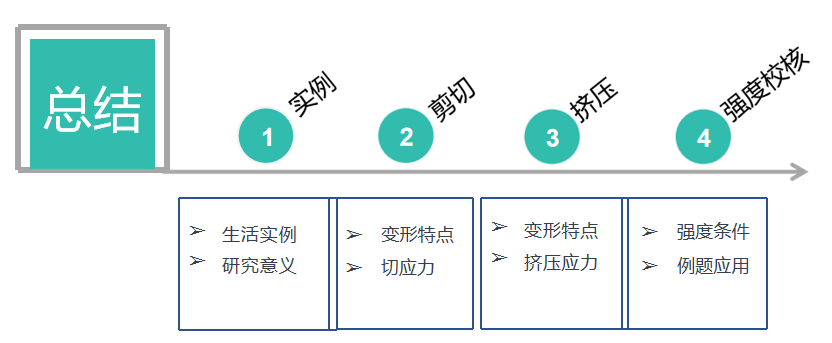 总结
1
实例
2
剪切
3
挤压
4
强度校核
➢ 生活实例
➢ 研究意义
➢ 变形特点
➢ 切应力
➢ 变形特点
➢ 挤压应力
➢ 强度条件
➢ 例题应用